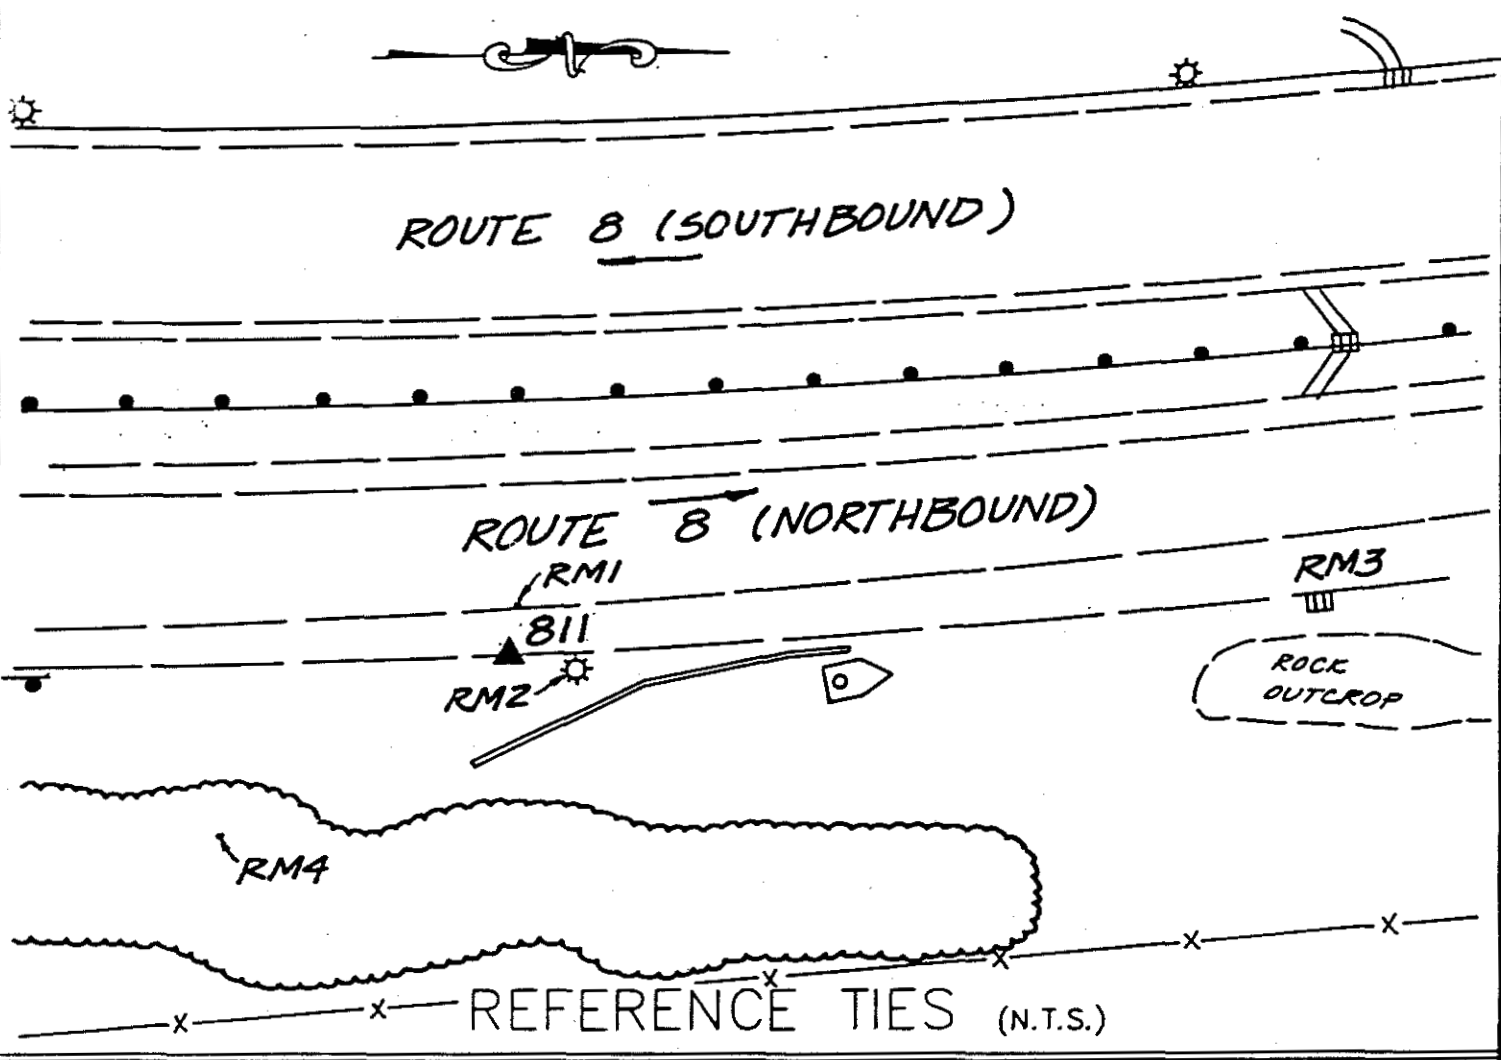 ROUTE 8 (SOUTHBOUND)
ROUTE 8 (NORTHBOUND)
RM1
RM3
811
RM2
ROCK
OUTCROP
RM4
REFERENCE TIES (N.T.S.)